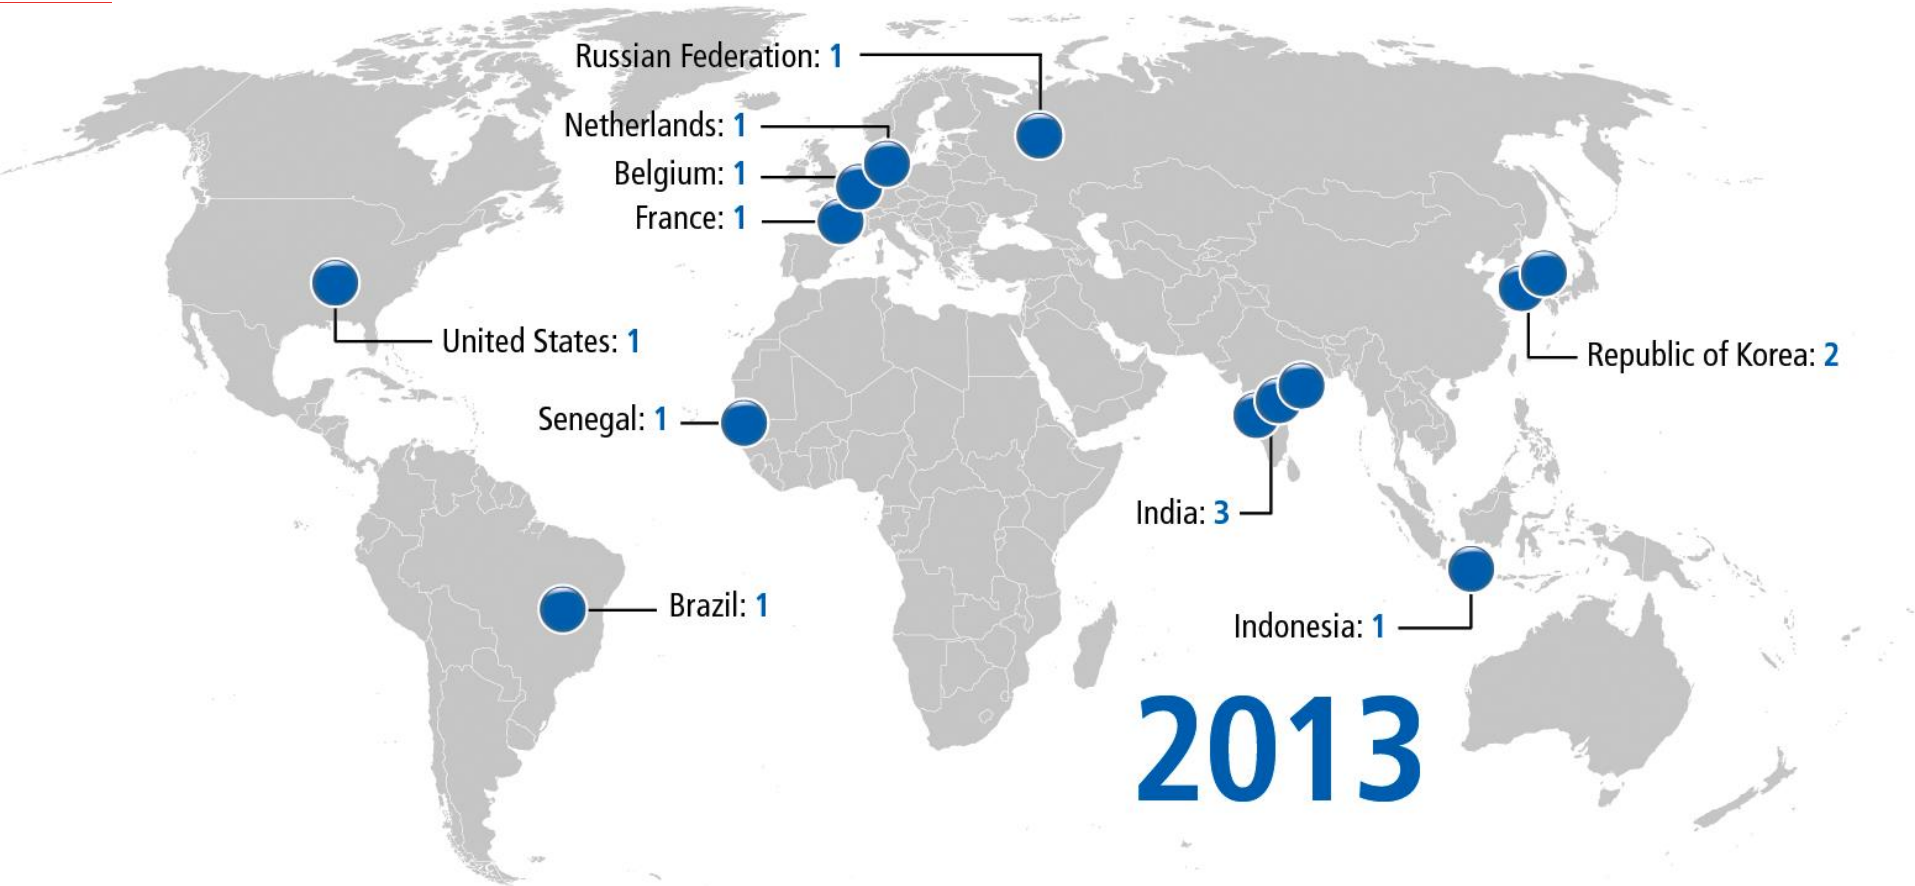 Russian Federation: 1
Netherlands: 1
Belgium: 1
France: 1
United States: 1
Republic of Korea: 2
Senegal: 1
India: 3
Brazil: 1
Indonesia: 1
2013